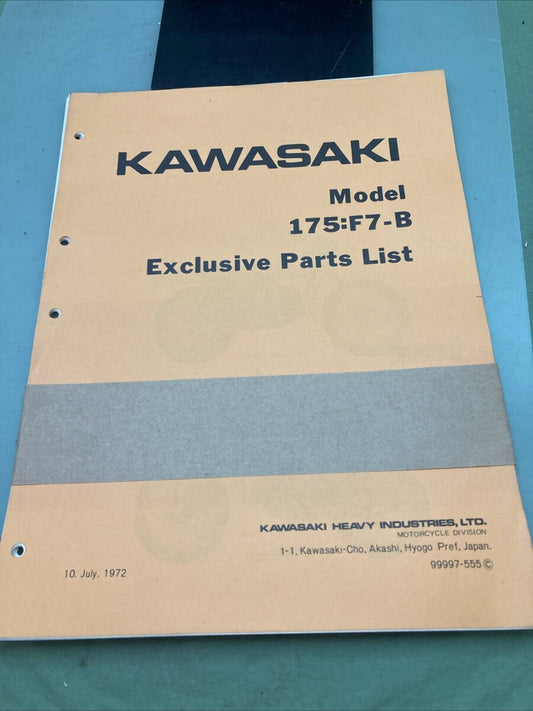 KAWASAKI
Model
175:F7-B
Exclusive Parts List
KAWASAKI HEAVY INDUSTRIES, LTD.
MOTORCYCLE DIVISION
1-1, Kawasaki-Cho, Akashi, Hyogo Pref, Japan.
10. July. 1972
99997-555 ©